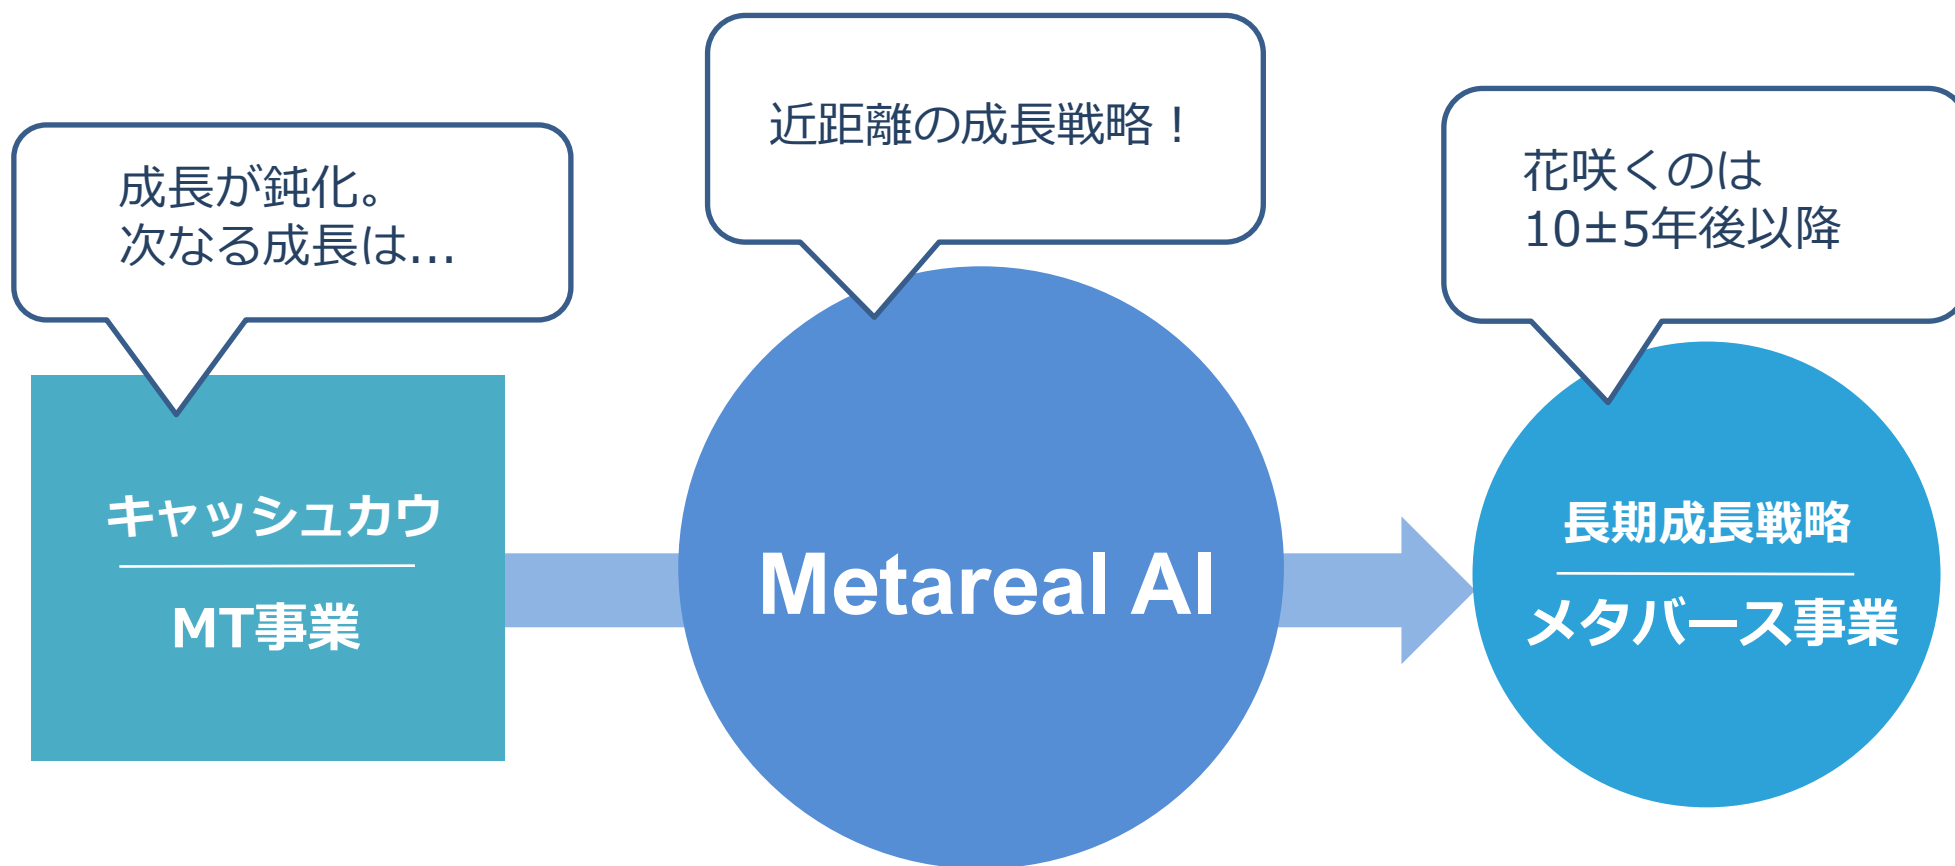 成長が鈍化。
次なる成長は…
近距離の成長戦略！
花咲くのは
10±5年後以降
キャッシュカウ
MT事業
Metareal AI
長期成長戦略
メタバース事業